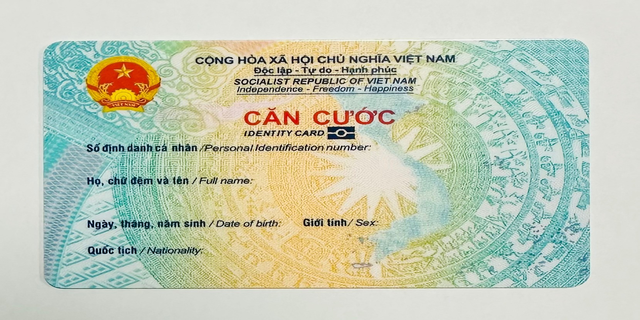 CỘNG HÒA XÃ HỘI CHỦ NGHĨA VIỆT NAM
Độc lập - Tự do - Hạnh phúc
SOCIALIST REPUBLIC OF VIET NAM
Independence - Freedom - Happiness
CĂN CƯỚC
IDENTITY CARD
Số định danh cá nhân / Personal Identification number:
Họ, chữ đệm và tên / Full name:
Ngày, tháng, năm sinh / Date of birth: Giới tính / Sex:
Quốc tịch / Nationality:
VIỆT NAM